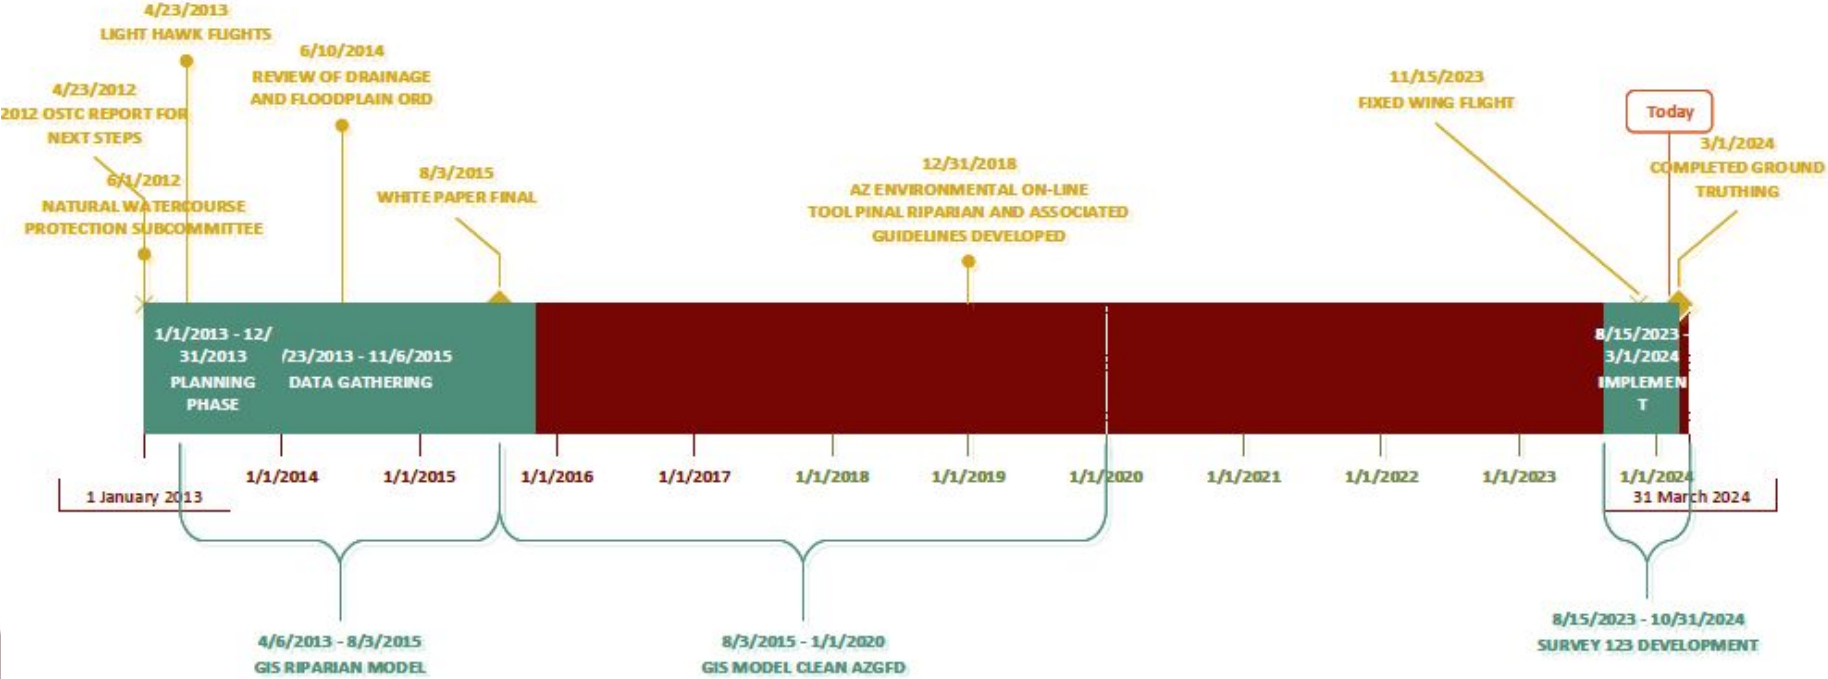 4/23/2013
LIGHT HAWK FLIGHTS
6/10/2014
REVIEW OF DRAINAGE
AND FLOODPLAIN ORD
4/23/2012
2012 OSTC REPORT FOR
NEXT STEPS
6/1/2012
NATURAL WATERCOURSE
PROTECTION SUBCOMMITTEE
8/3/2015
WHITE PAPER FINAL
12/31/2018
AZ ENVIRONMENTAL ON-LINE
TOOL PINAL RIPARIAN AND ASSOCIATED
GUIDELINES DEVELOPED
11/15/2023
FIXED WING FLIGHT
Today
3/1/2024
COMPLETED GROUND
TRUTHING
1/1/2013 - 12/
31/2013
PLANNING
PHASE
/23/2013 - 11/6/2015
DATA GATHERING
8/15/2023 -
3/1/2024
IMPLEMEN
T
1/1/2014
1/1/2015
1/1/2016
1/1/2017
1/1/2018
1/1/2019
1/1/2020
1/1/2021
1/1/2022
1/1/2023
1/1/2024
1 January 2013
31 March 2024
4/6/2013 - 8/3/2015
GIS RIPARIAN MODEL
8/3/2015 - 1/1/2020
GIS MODEL CLEAN AZGFD
8/15/2023 - 10/31/2024
SURVEY 123 DEVELOPMENT